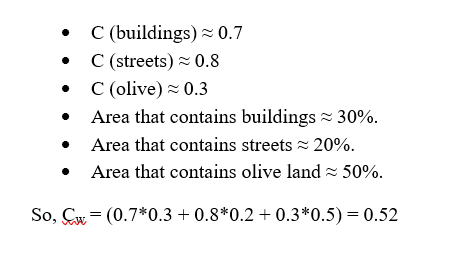 • C (buildings) ≈ 0.7
• C (streets) ≈ 0.8
• C (olive) ≈ 0.3
• Area that contains buildings ≈ 30%.
• Area that contains streets ≈ 20%.
• Area that contains olive land ≈ 50%.
So, Cw = (0.7*0.3 + 0.8*0.2 + 0.3*0.5) = 0.52